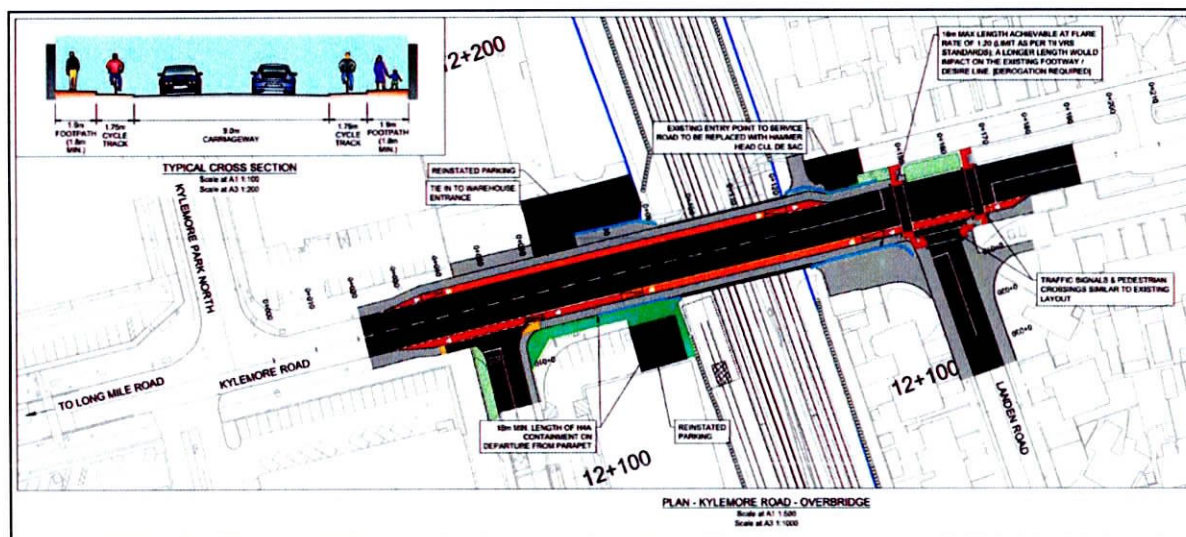 1.8m
FOOTPATH
(1.8m
MIN.)
1.75m
CYCLE
TRACK
9.0m
CARRIAGEWAY
1.75m
CYCLE
TRACK
1.8m
FOOTPATH
(1.8m
MIN.)
TYPICAL CROSS SECTION
Scale at A1 1:100
Scale at A3 1:200
12+200
REINSTATED PARKING
TIE IN TO WAREHOUSE
ENTRANCE
EXISTING ENTRY POINT TO SERVICE
ROAD TO BE REPLACED WITH HAMMER
HEAD CUL DE SAC
16m MAX LENGTH ACHIEVABLE AT FLARE
RATE OF 1:20 (LIMIT AS PER TII VRS
STANDARDS); A LONGER LENGTH WOULD
IMPACT ON THE EXISTING FOOTWAY /
DESIRE LINE. [DEROGATION REQUIRED]
KYLEMORE PARK NORTH
TO LONG MILE ROAD
KYLEMORE ROAD
TRAFFIC SIGNALS & PEDESTRIAN
CROSSINGS SIMILAR TO EXISTING
LAYOUT
LANDEN ROAD
12+100
MIN. LENGTH OF H4A
CONTAINMENT ON
DEPARTURE FROM PARAPET
REINSTATED
PARKING
12+100
PLAN - KYLEMORE ROAD - OVERBRIDGE
Scale at A1 1:500
Scale at A3 1:1000